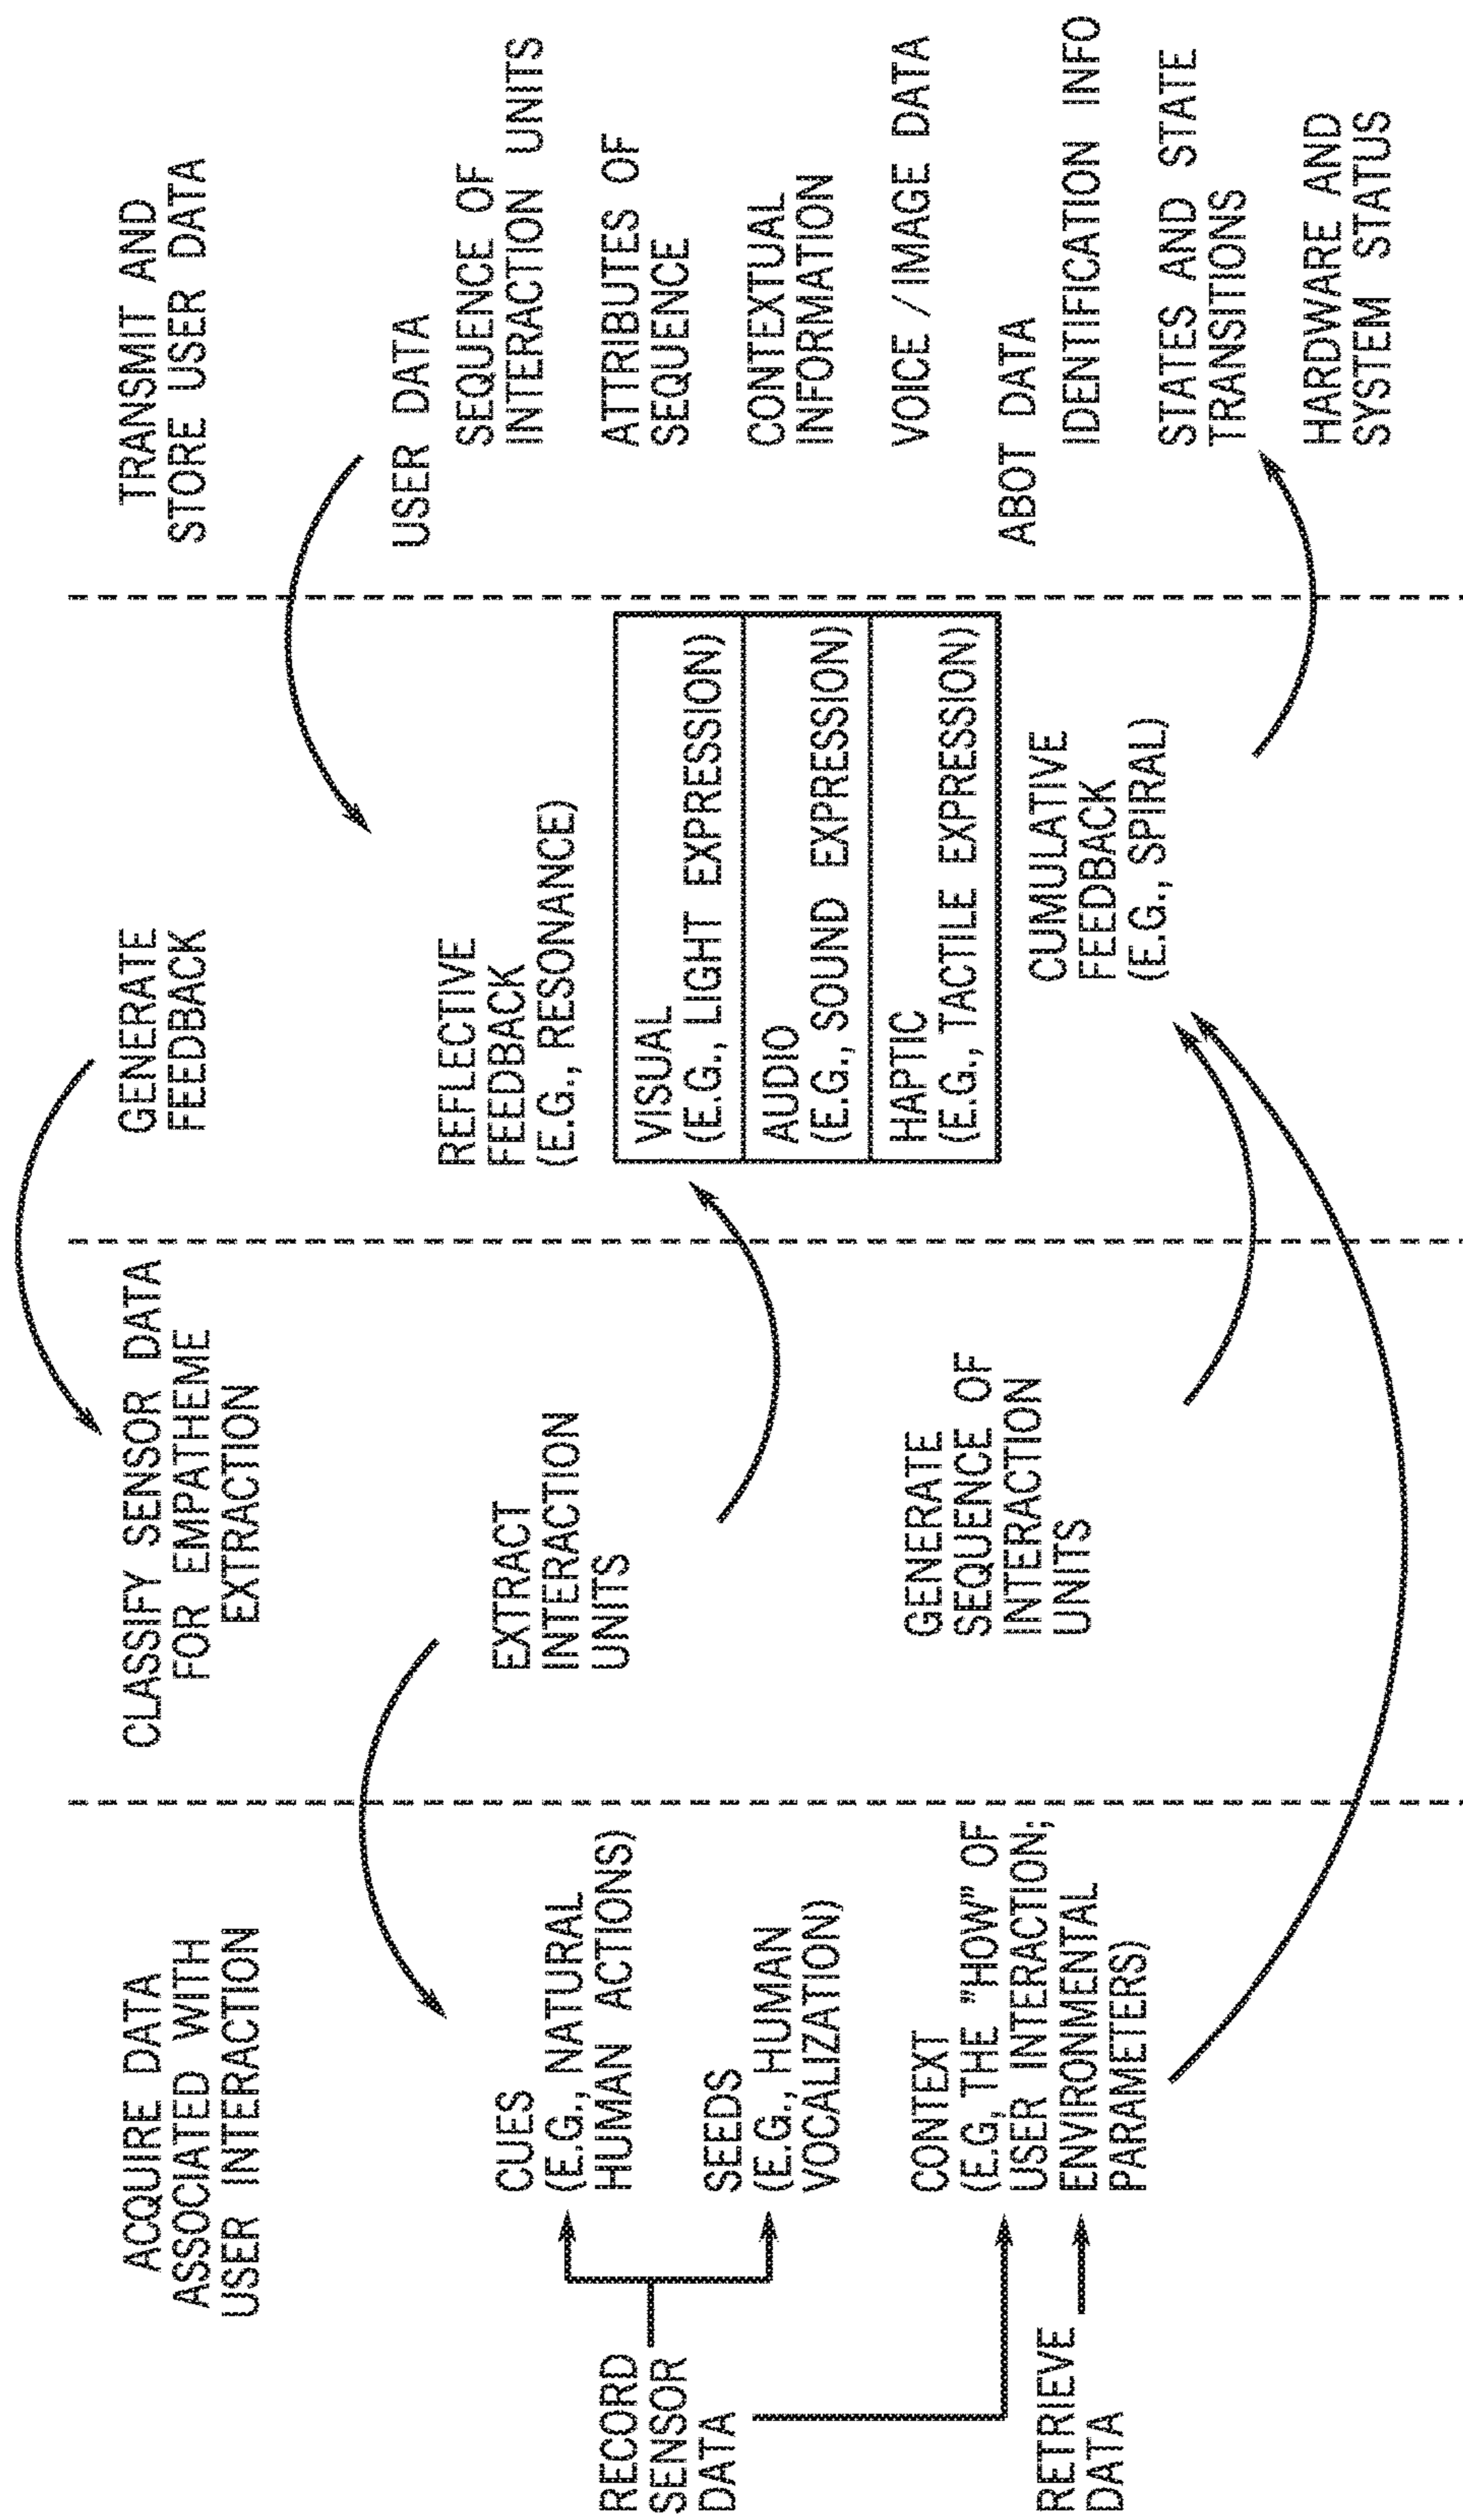 ACQUIRE DATA
ASSOCIATED WITH
USER INTERACTION
RECORD
SENSOR
DATA
RETRIEVE
DATA
CUES
(E.G., NATURAL
HUMAN ACTIONS)
SEEDS
(E.G., HUMAN
VOCALIZATION)
CONTEXT
(E.G, THE "HOW" OF
USER INTERACTION;
ENVIRONMENTAL
PARAMETERS)
CLASSIFY SENSOR DATA
FOR EMPATHEME
EXTRACTION
EXTRACT
INTERACTION
UNITS
GENERATE
SEQUENCE OF
INTERACTION
UNITS
GENERATE
FEEDBACK
REFLECTIVE
FEEDBACK
(E.G., RESONANCE)
VISUAL
(E.G., LIGHT EXPRESSION)
AUDIO
(E.G., SOUND EXPRESSION)
HAPTIC
(E.G., TACTILE EXPRESSION)
CUMULATIVE
FEEDBACK
(E.G., SPIRAL)
TRANSMIT AND
STORE USER DATA
USER DATA
SEQUENCE OF
INTERACTION UNITS
ATTRIBUTES OF
SEQUENCE
CONTEXTUAL
INFORMATION
VOICE / IMAGE DATA
ABOT DATA
IDENTIFICATION INFO
STATES AND STATE
TRANSITIONS
HARDWARE AND
SYSTEM STATUS